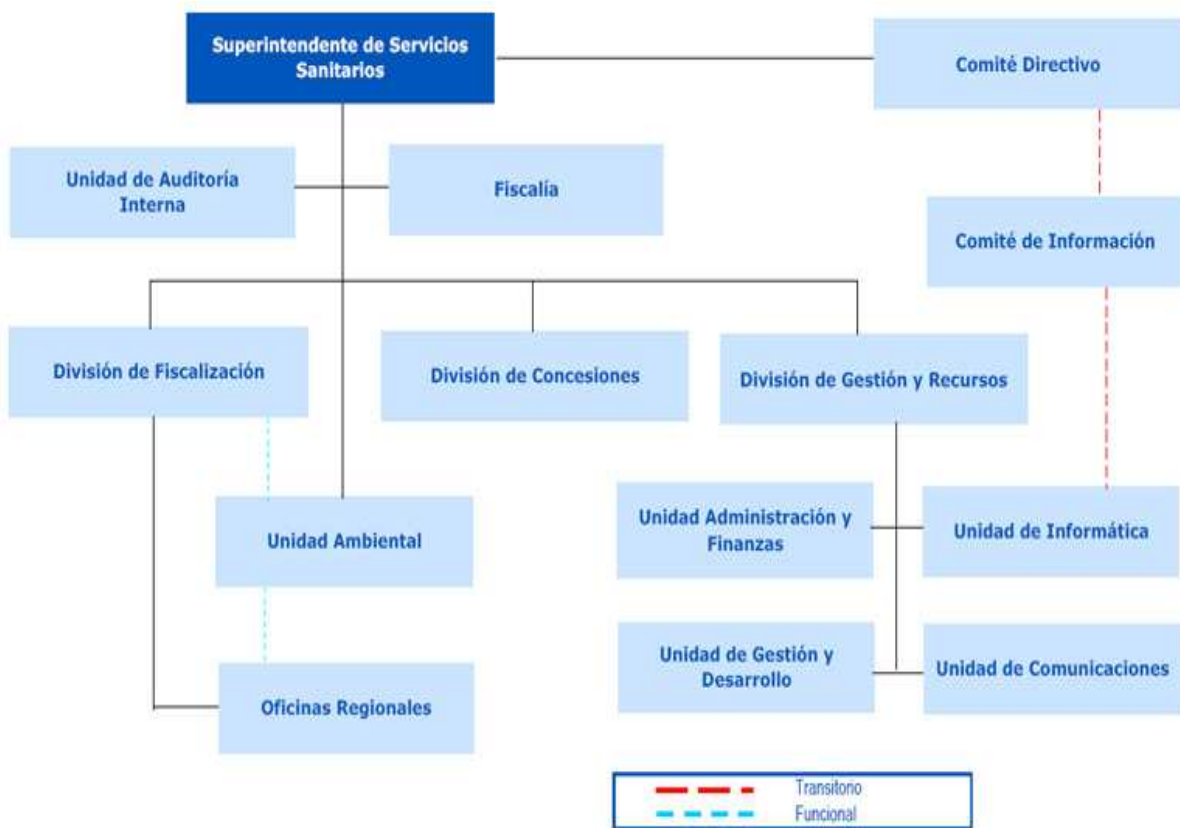 Superintendente de Servicios
Sanitarios
Comité Directivo
Unidad de Auditoría
Interna
Fiscalía
Comité de Información
División de Fiscalización
División de Concesiones
División de Gestión y Recursos
Unidad Ambiental
Unidad Administración y
Finanzas
Unidad de Informática
Oficinas Regionales
Unidad de Gestión y
Desarrollo
Unidad de Comunicaciones
Transitorio
Funcional